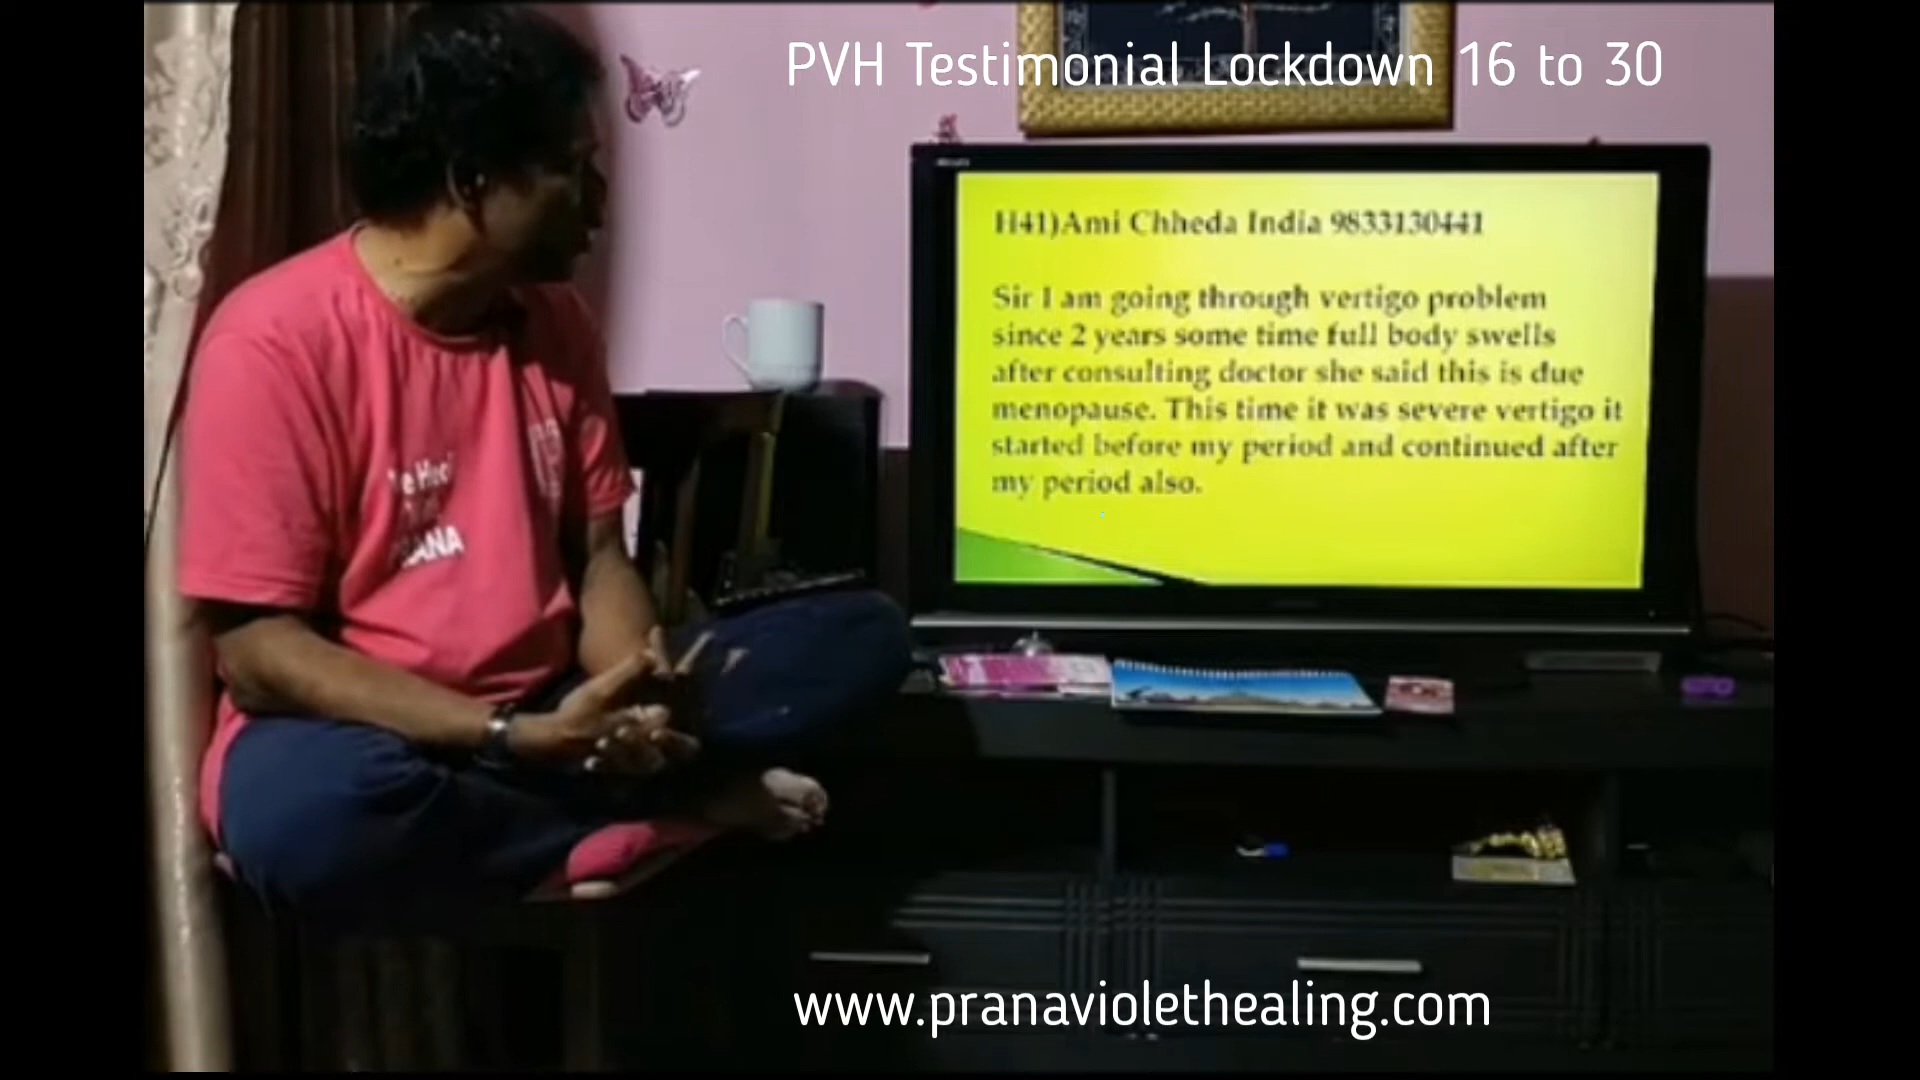 PVH Testimonial Lockdown 16 to 30
H41)Ami Chheda India 9833130441
Sir I am going through vertigo problem
since 2 years some time full body swells
after consulting doctor she said this is due
menopause. This time it was severe vertigo it
started before my period and continued after
my period also.
www.pranaviolethealing.com